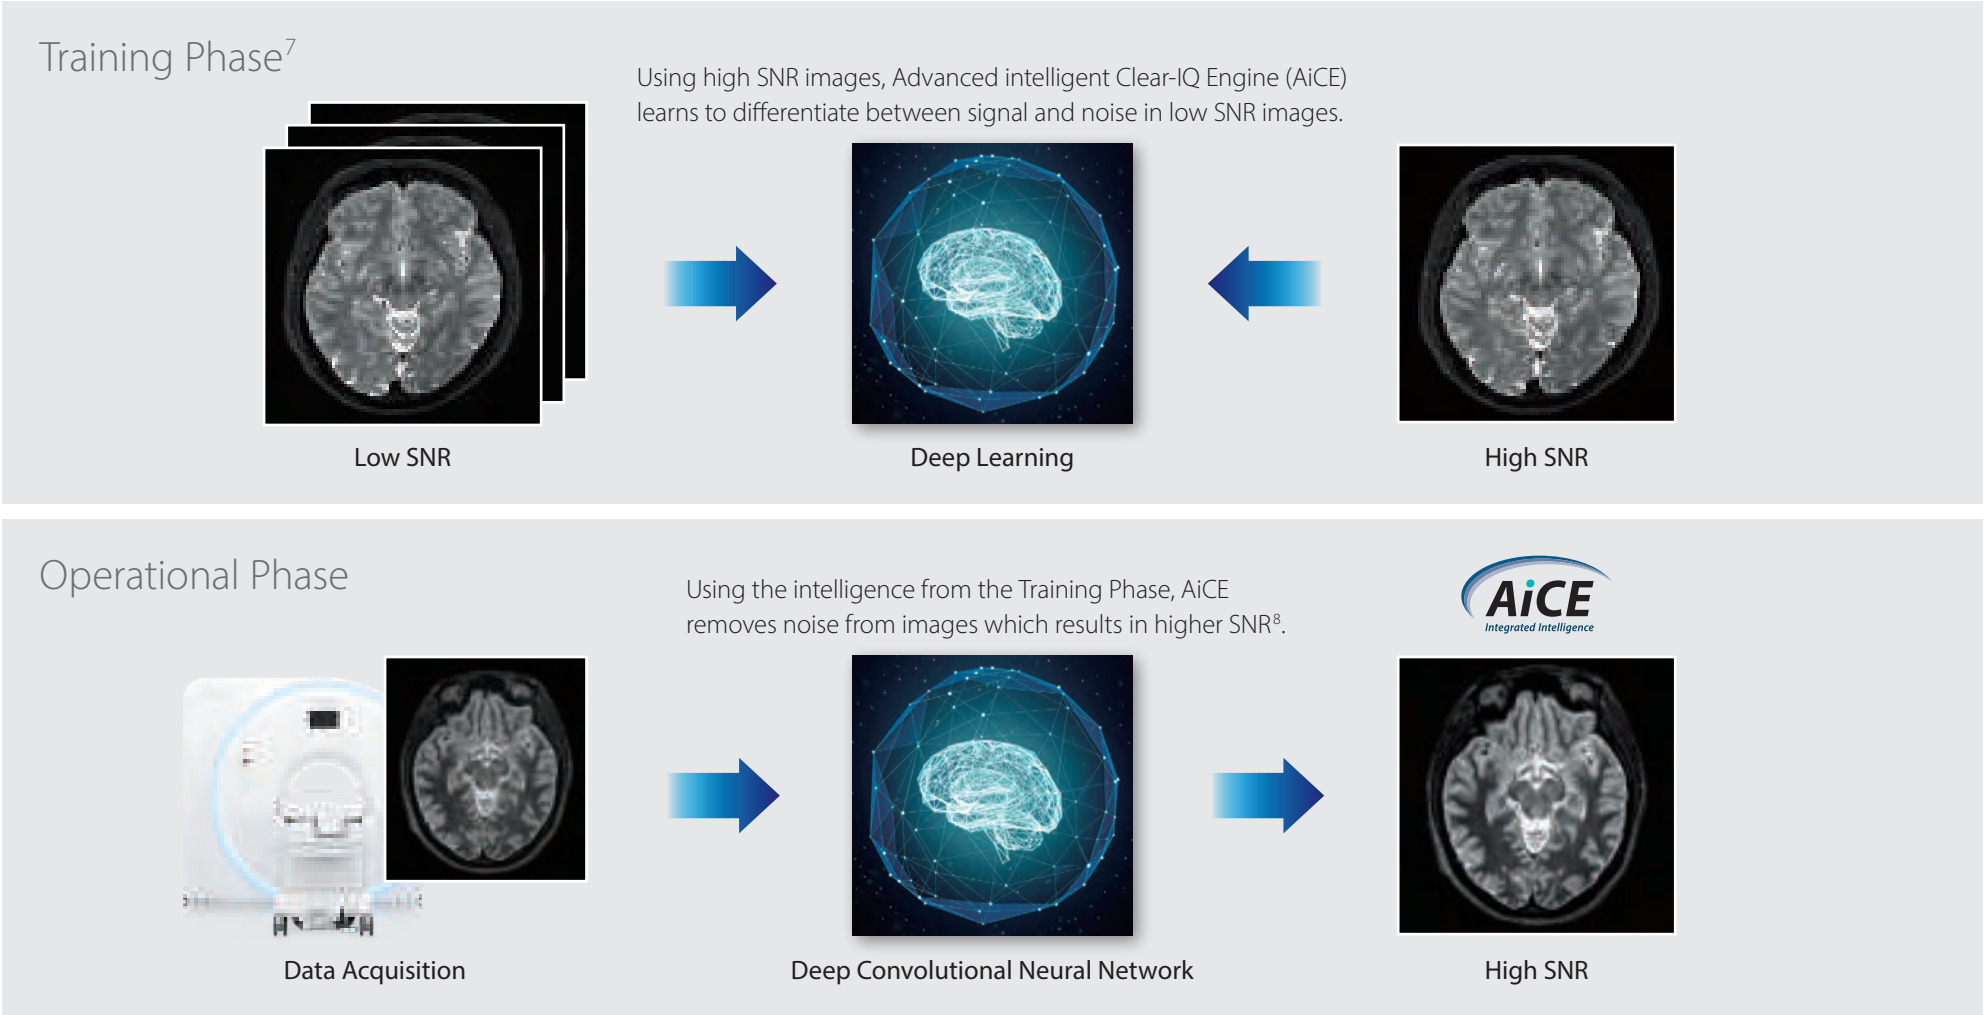 Training Phase7
Using high SNR images, Advanced intelligent Clear-IQ Engine (AiCE)
learns to differentiate between signal and noise in low SNR images.
Low SNR
Deep Learning
High SNR
Operational Phase
Using the intelligence from the Training Phase, AiCE
removes noise from images which results in higher SNR8.
AiCE
Integrated Intelligence
Data Acquisition
Deep Convolutional Neural Network
High SNR